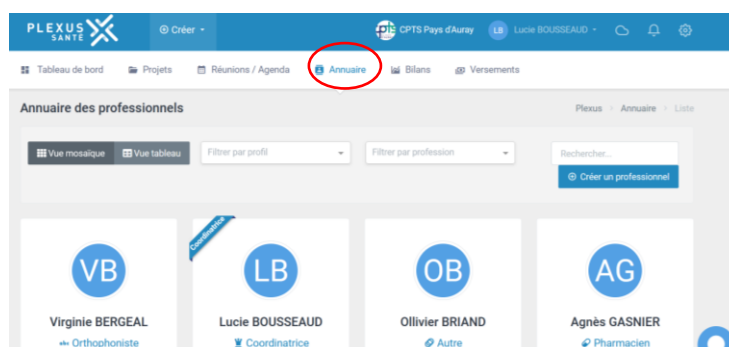 PLEXUS SANTÉ Créer CPTS Pays d'Auray LB Lucie BOUSSEAUD
Tableau de bord Projets Réunions / Agenda Annuaire Bilans Versements
Annuaire des professionnels Plexus > Annuaire > Liste
Vue mosaïque Vue tableau Filtrer par profil Filtrer par profession Rechercher...
Créer un professionnel
Coordinatrice
VB LB OB AG
Virginie BERGEAL Lucie BOUSSEAUD Ollivier BRIAND Agnès GASNIER
Orthophoniste Coordinatrice Autre Pharmacien